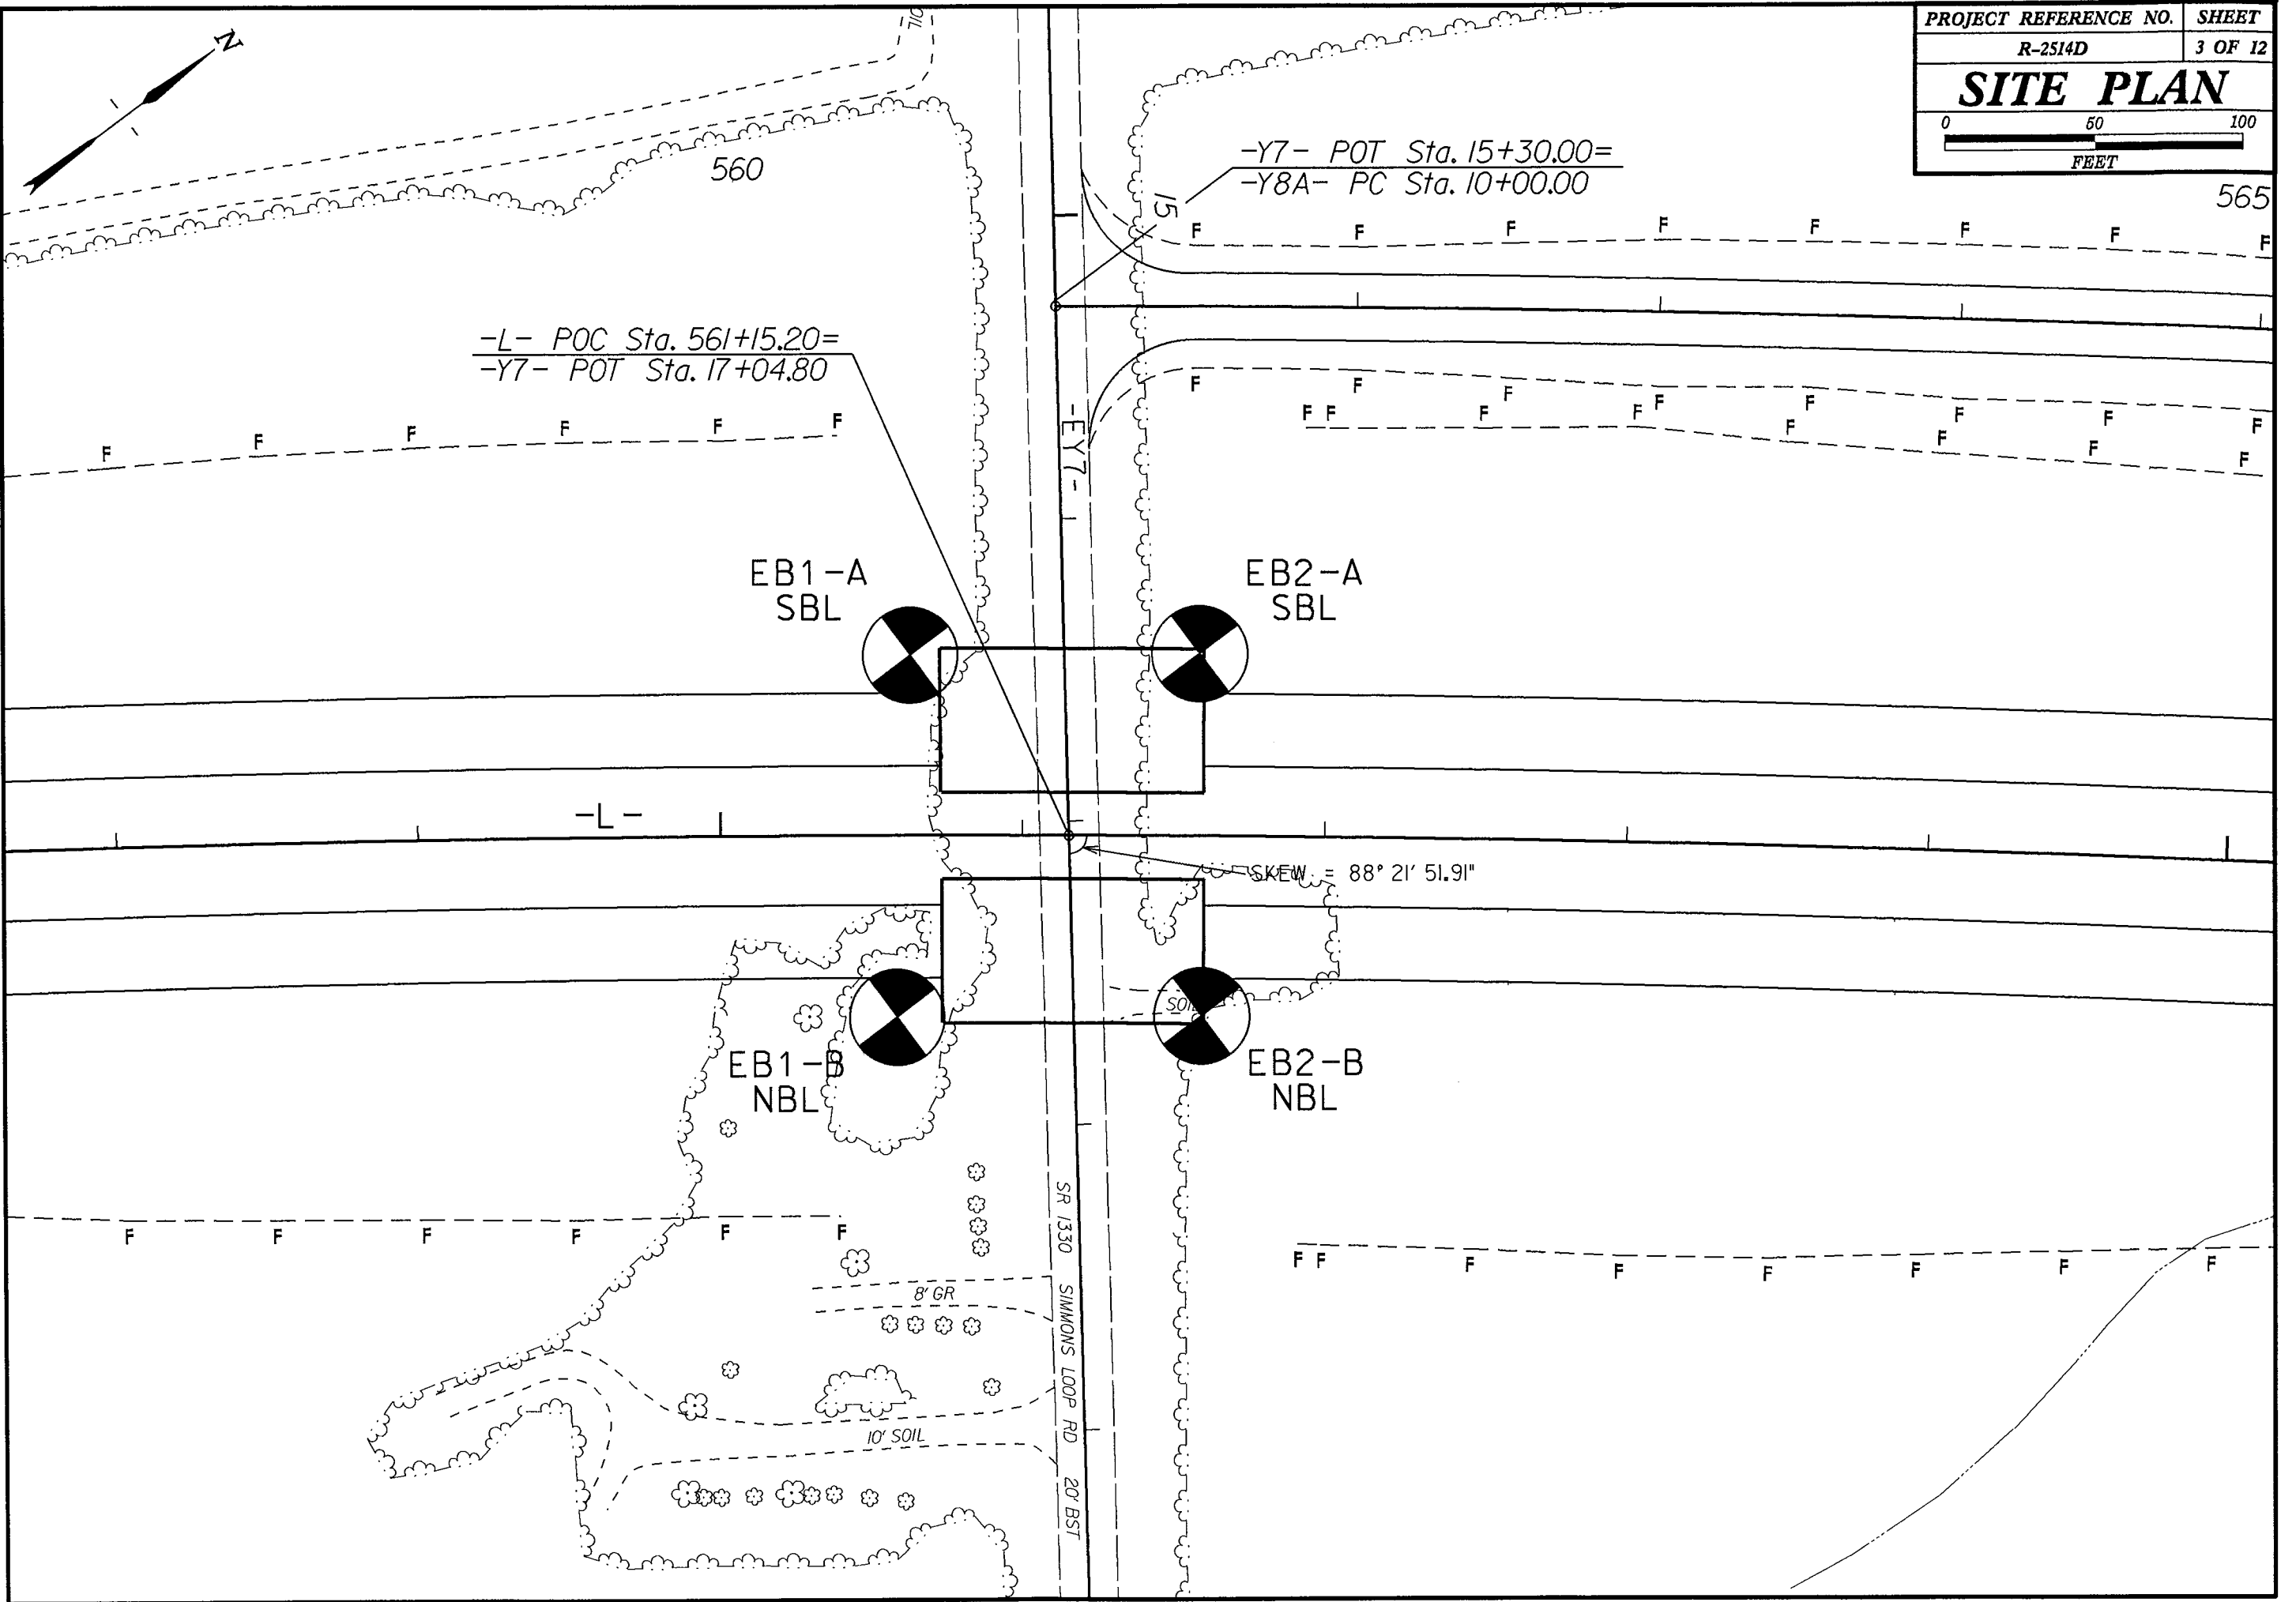 PROJECT REFERENCE NO. SHEET
R-2514D 3 OF 12
SITE PLAN
0 50 100
FEET
N
OIL
560
565
-Y7- POT Sta. 15+30.00=
-Y8A- PC Sta. 10+00.00
15
F F F F F F F F
-L- POC Sta. 561+15.20=
-Y7- POT Sta. 17+04.80
F F F F F F
-EY7-
F F F F F F F F
F F F F F F F F
EB1-A
SBL
EB2-A
SBL
-L-
SKEW = 88° 21' 51.91"
SOIL
EB1-B
NBL
EB2-B
NBL
F F F F F F
F F F F F F F F
8' GR
10' SOIL
SR 1330 SIMMONS LOOP RD 20' BST